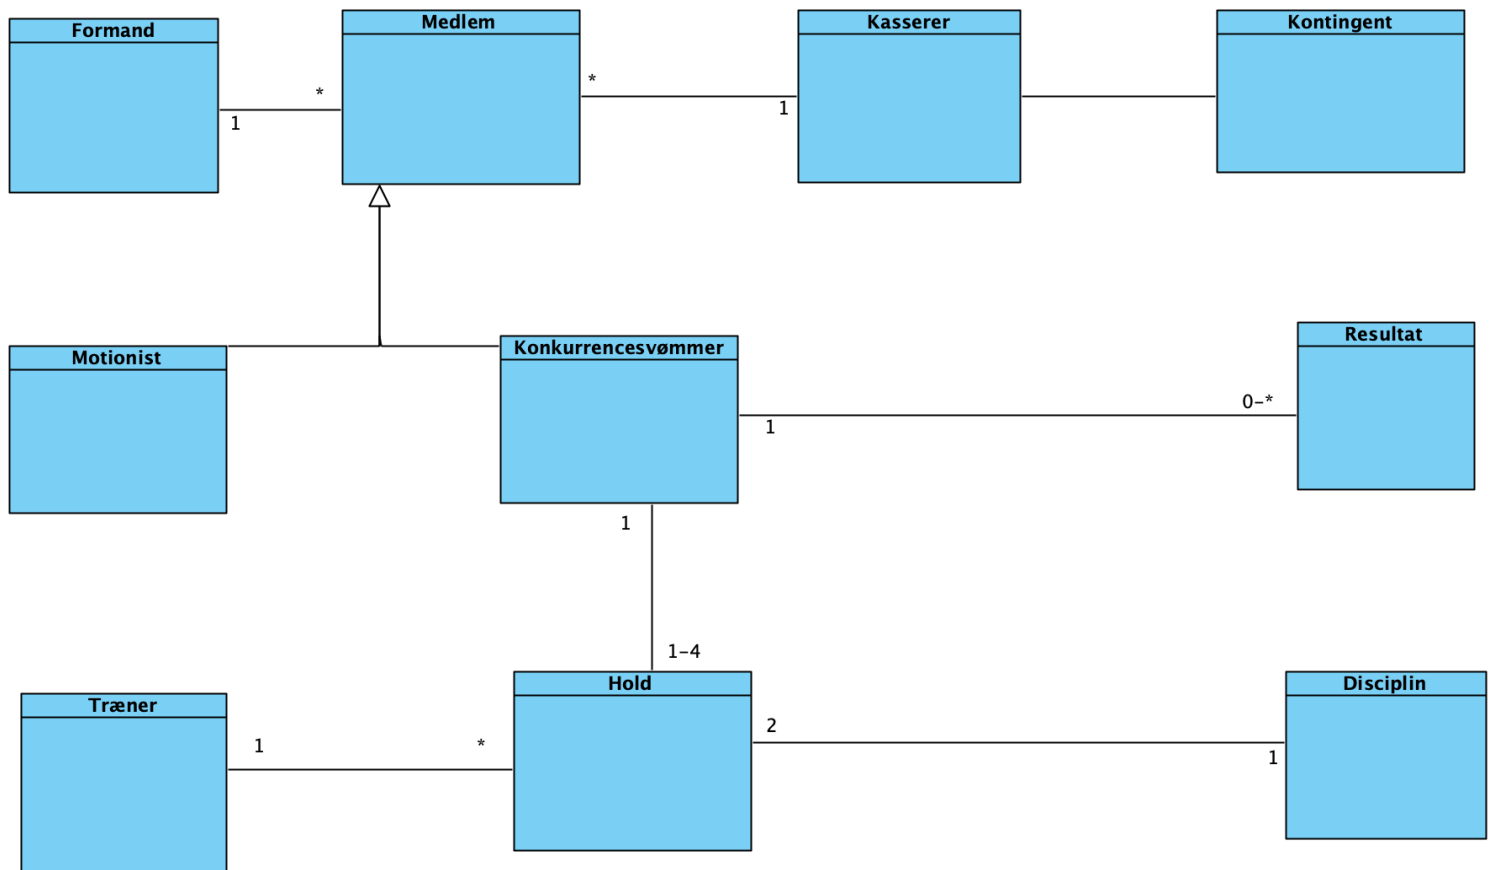 Formand
Medlem
Kasserer
Kontingent
*
1
*
1
Motionist
Konkurrencesvømmer
Resultat
1
0-*
1
1-4
Træner
Hold
Disciplin
1
*
2
1